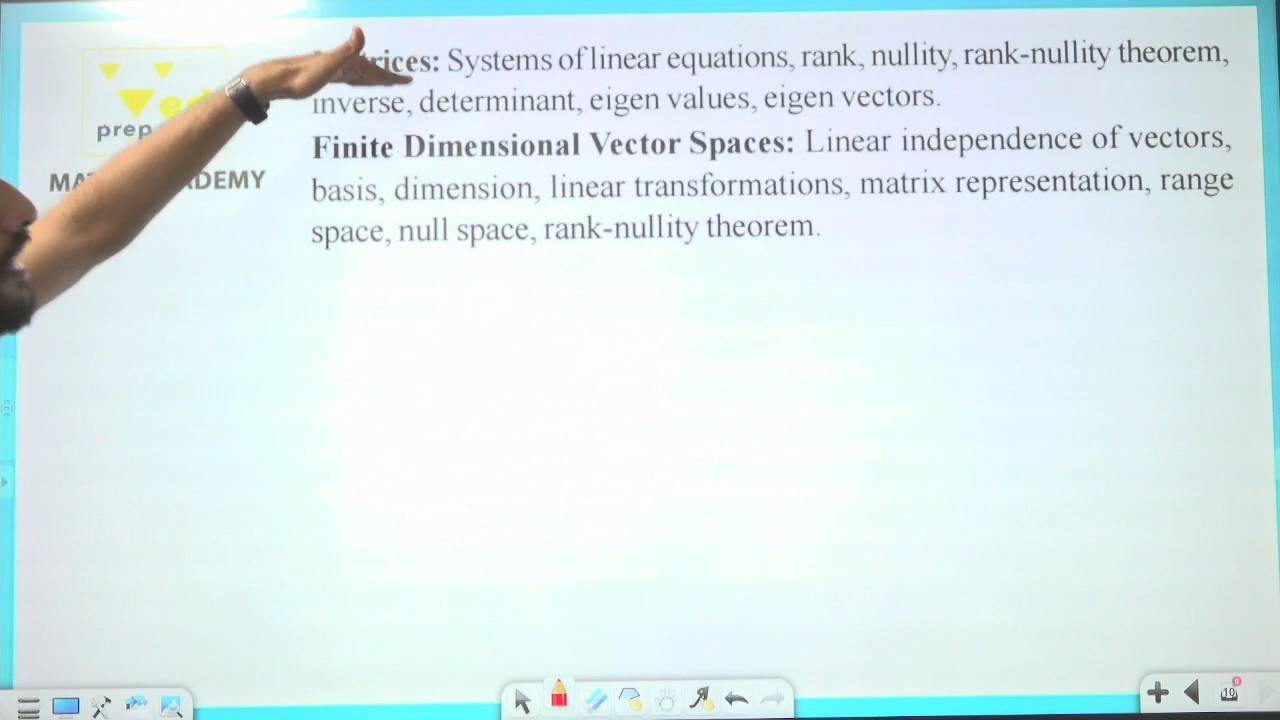 prep
DEMY
Systems of linear equations, rank, nullity, rank-nullity theorem,
inverse, determinant, eigen values, eigen vectors.
Finite Dimensional Vector Spaces: Linear independence of vectors,
basis, dimension, linear transformations, matrix representation, range
space, null space, rank-nullity theorem.
10